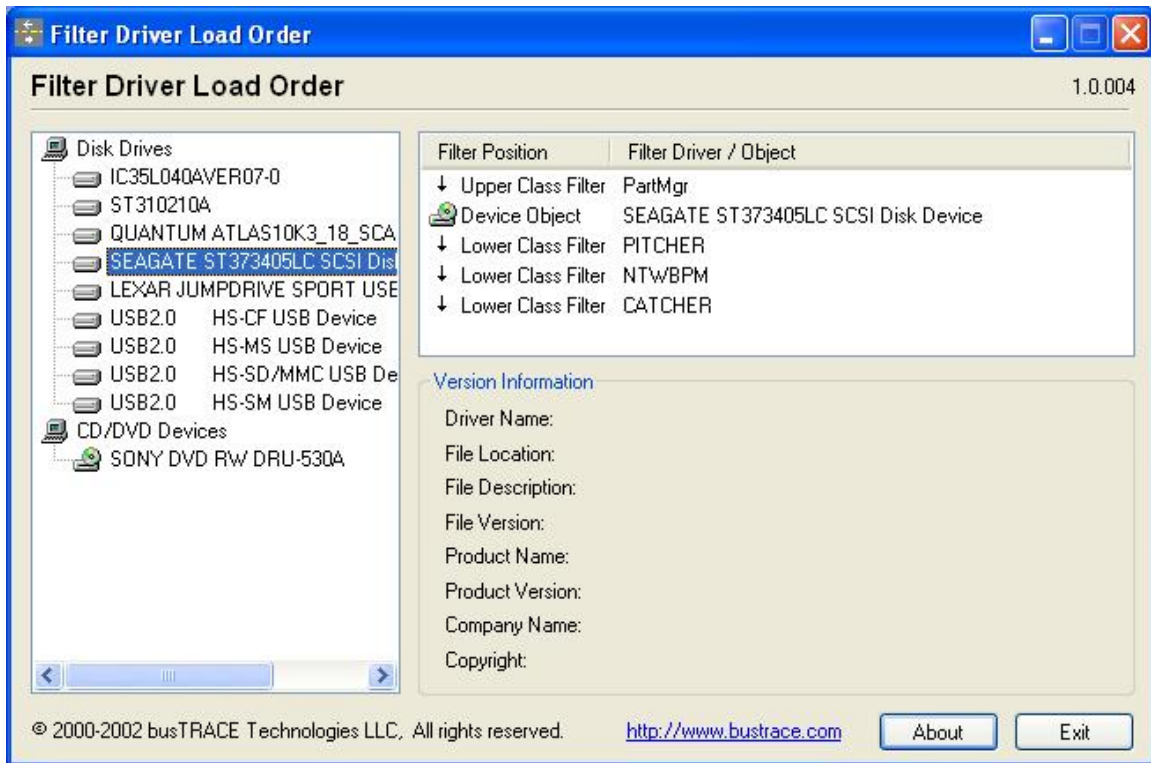 Filter Driver Load Order
Filter Driver Load Order
1.0.004
Disk Drives
IC35L040AVER07-0
ST310210A
QUANTUM ATLAS10K3_18_SCA
SEAGATE ST373405LC SCSI Dis
LEXAR JUMPDRIVE SPORT USE
USB2.0 HS-CF USB Device
USB2.0 HS-MS USB Device
USB2.0 HS-SD/MMC USB De
USB2.0 HS-SM USB Device
CD/DVD Devices
SONY DVD RW DRU-530A
Filter Position Filter Driver / Object
Upper Class Filter PartMgr
Device Object SEAGATE ST373405LC SCSI Disk Device
Lower Class Filter PITCHER
Lower Class Filter NTWBPM
Lower Class Filter CATCHER
Version Information
Driver Name:
File Location:
File Description:
File Version:
Product Name:
Product Version:
Company Name:
Copyright:
© 2000-2002 busTRACE Technologies LLC, All rights reserved.
http://www.bustrace.com
About
Exit